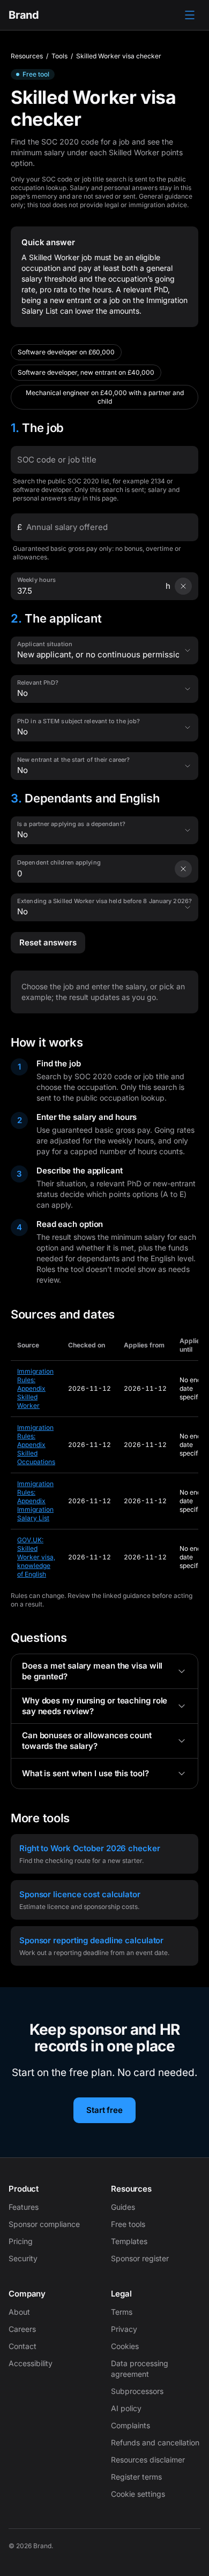 Brand
Resources / Tools / Skilled Worker visa checker
Free tool
Skilled Worker visa
checker
Find the SOC 2020 code for a job and see the
minimum salary under each Skilled Worker points
option.
Only your SOC code or job title search is sent to the public
occupation lookup. Salary and personal answers stay in this
page's memory and are not saved or sent. General guidance
only; this tool does not provide legal or immigration advice.
Quick answer
A Skilled Worker job must be an eligible
occupation and pay at least both a general
salary threshold and the occupation's going
rate, pro rata to the hours. A relevant PhD,
being a new entrant or a job on the Immigration
Salary List can lower the amounts.
Software developer on £60,000
Software developer, new entrant on £40,000
Mechanical engineer on £40,000 with a partner and
child
1. The job
SOC code or job title
Search the public SOC 2020 list, for example 2134 or
software developer. Only this search is sent; salary and
personal answers stay in this page.
£ Annual salary offered
Guaranteed basic gross pay only: no bonus, overtime or
allowances.
Weekly hours
37.5 h
2. The applicant
Applicant situation
New applicant, or no continuous permissic
Relevant PhD?
No
PhD in a STEM subject relevant to the job?
No
New entrant at the start of their career?
No
3. Dependants and English
Is a partner applying as a dependant?
No
Dependent children applying
0
Extending a Skilled Worker visa held before 8 January 2026?
No
Reset answers
Choose the job and enter the salary, or pick an
example; the result updates as you go.
How it works
1 Find the job
Search by SOC 2020 code or job title and
choose the occupation. Only this search is
sent to the public occupation lookup.
2 Enter the salary and hours
Use guaranteed basic gross pay. Going rates
are adjusted for the weekly hours, and only
pay for a capped number of hours counts.
3 Describe the applicant
Their situation, a relevant PhD or new-entrant
status decide which points options (A to E)
can apply.
4 Read each option
The result shows the minimum salary for each
option and whether it is met, plus the funds
needed for dependants and the English level.
Roles the tool doesn't model show as needs
review.
Sources and dates
Source Checked on Applies from Applie
until
Immigration
Rules:
Appendix
Skilled
Worker
2026-11-12 2026-11-12 No end
date
specif
Immigration
Rules:
Appendix
Skilled
Occupations
2026-11-12 2026-11-12 No end
date
specif
Immigration
Rules:
Appendix
Immigration
Salary List
2026-11-12 2026-11-12 No end
date
specif
GOV.UK:
Skilled
Worker visa,
knowledge
of English
2026-11-12 2026-11-12 No end
date
specif
Rules can change. Review the linked guidance before acting
on a result.
Questions
Does a met salary mean the visa will
be granted?
Why does my nursing or teaching role
say needs review?
Can bonuses or allowances count
towards the salary?
What is sent when I use this tool?
More tools
Right to Work October 2026 checker
Find the checking route for a new starter.
Sponsor licence cost calculator
Estimate licence and sponsorship costs.
Sponsor reporting deadline calculator
Work out a reporting deadline from an event date.
Keep sponsor and HR
records in one place
Start on the free plan. No card needed.
Start free
Product
Features
Sponsor compliance
Pricing
Security
Resources
Guides
Free tools
Templates
Sponsor register
Company
About
Careers
Contact
Accessibility
Legal
Terms
Privacy
Cookies
Data processing
agreement
Subprocessors
AI policy
Complaints
Refunds and cancellation
Resources disclaimer
Register terms
Cookie settings
© 2026 Brand.